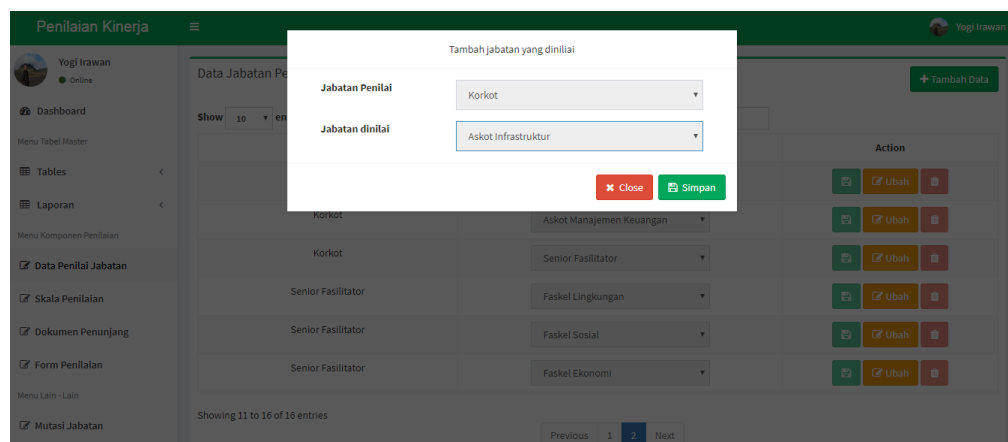 Penilaian Kinerja
Yogi Irawan
Yogi Irawan
Online
Dashboard
Menu Tabel Master
Tables
Laporan
Menu Komponen Penilaian
Data Penilai Jabatan
Skala Penilaian
Dokumen Penunjang
Form Penilaian
Menu Lain - Lain
Mutasi Jabatan
Tambah jabatan yang diniliai
Jabatan Penilai
Korkot
Jabatan dinilai
Askot Infrastruktur
Close Simpan
Data Jabatan Pe
Tambah Data
Show 10 en
Action
Ubah
Korkot Askot Manajemen Keuangan Ubah
Korkot Senior Fasilitator Ubah
Senior Fasilitator Faskel Lingkungan Ubah
Senior Fasilitator Faskel Sosial Ubah
Senior Fasilitator Faskel Ekonomi Ubah
Showing 11 to 16 of 16 entries
Previous 1 2 Next